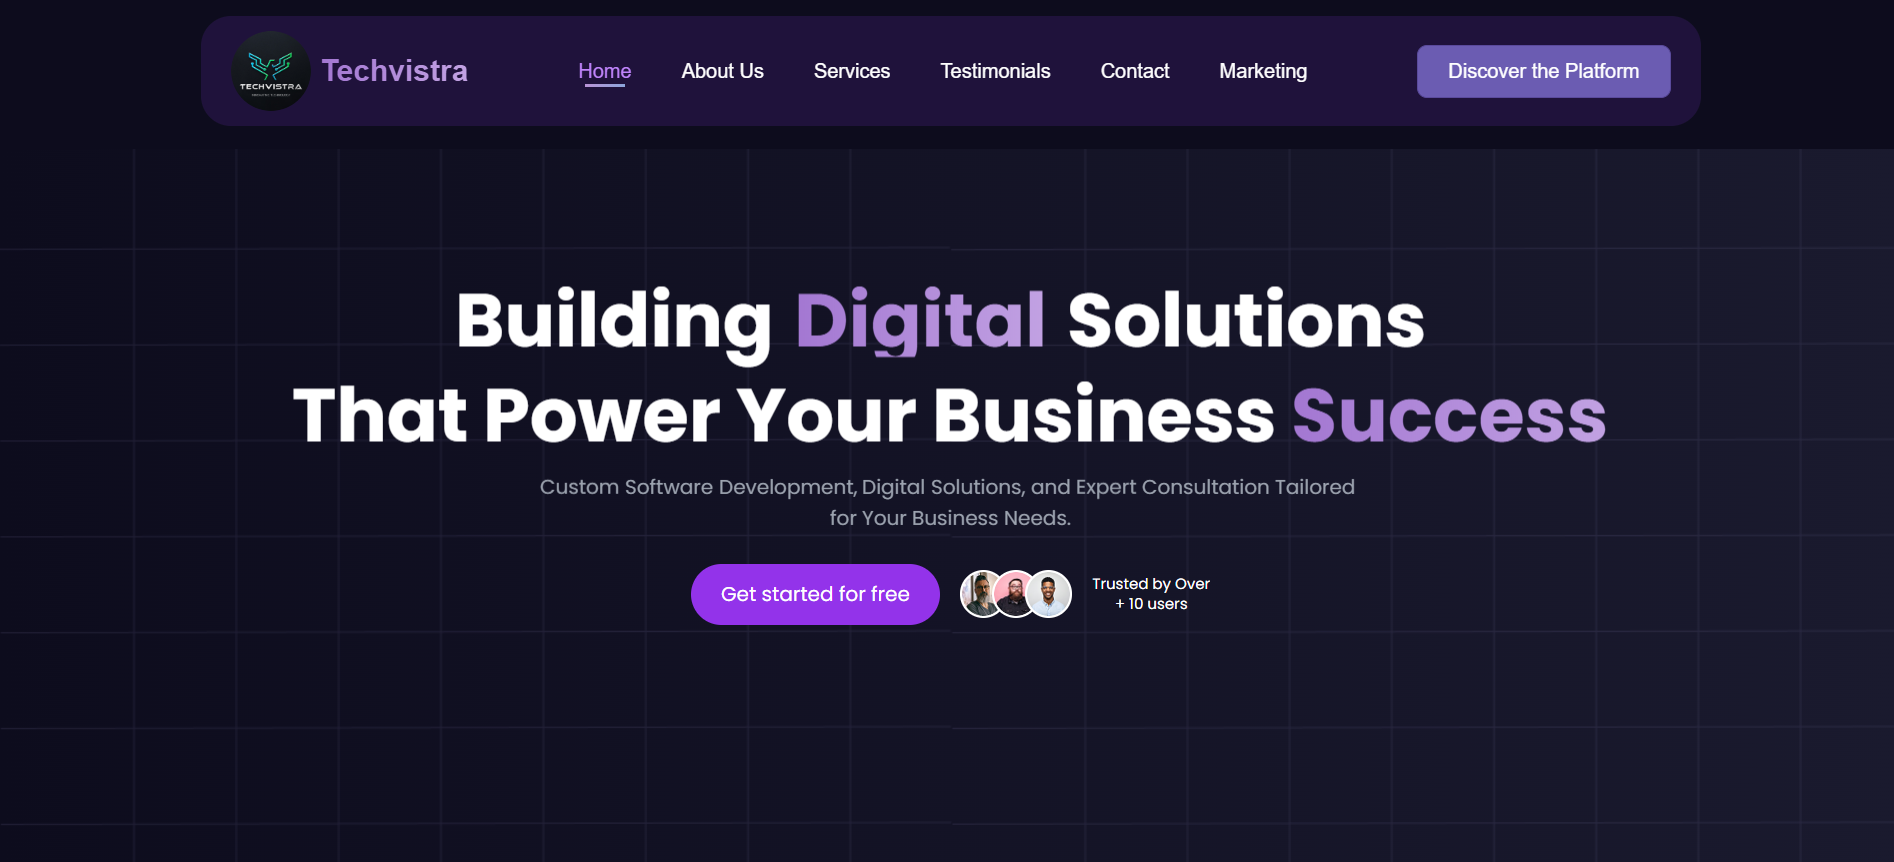 TECHVISTRA
Techvistra
Home
About Us
Services
Testimonials
Contact
Marketing
Discover the Platform
Building Digital Solutions
That Power Your Business Success
Custom Software Development, Digital Solutions, and Expert Consultation Tailored
for Your Business Needs.
Get started for free
Trusted by Over
+ 10 users